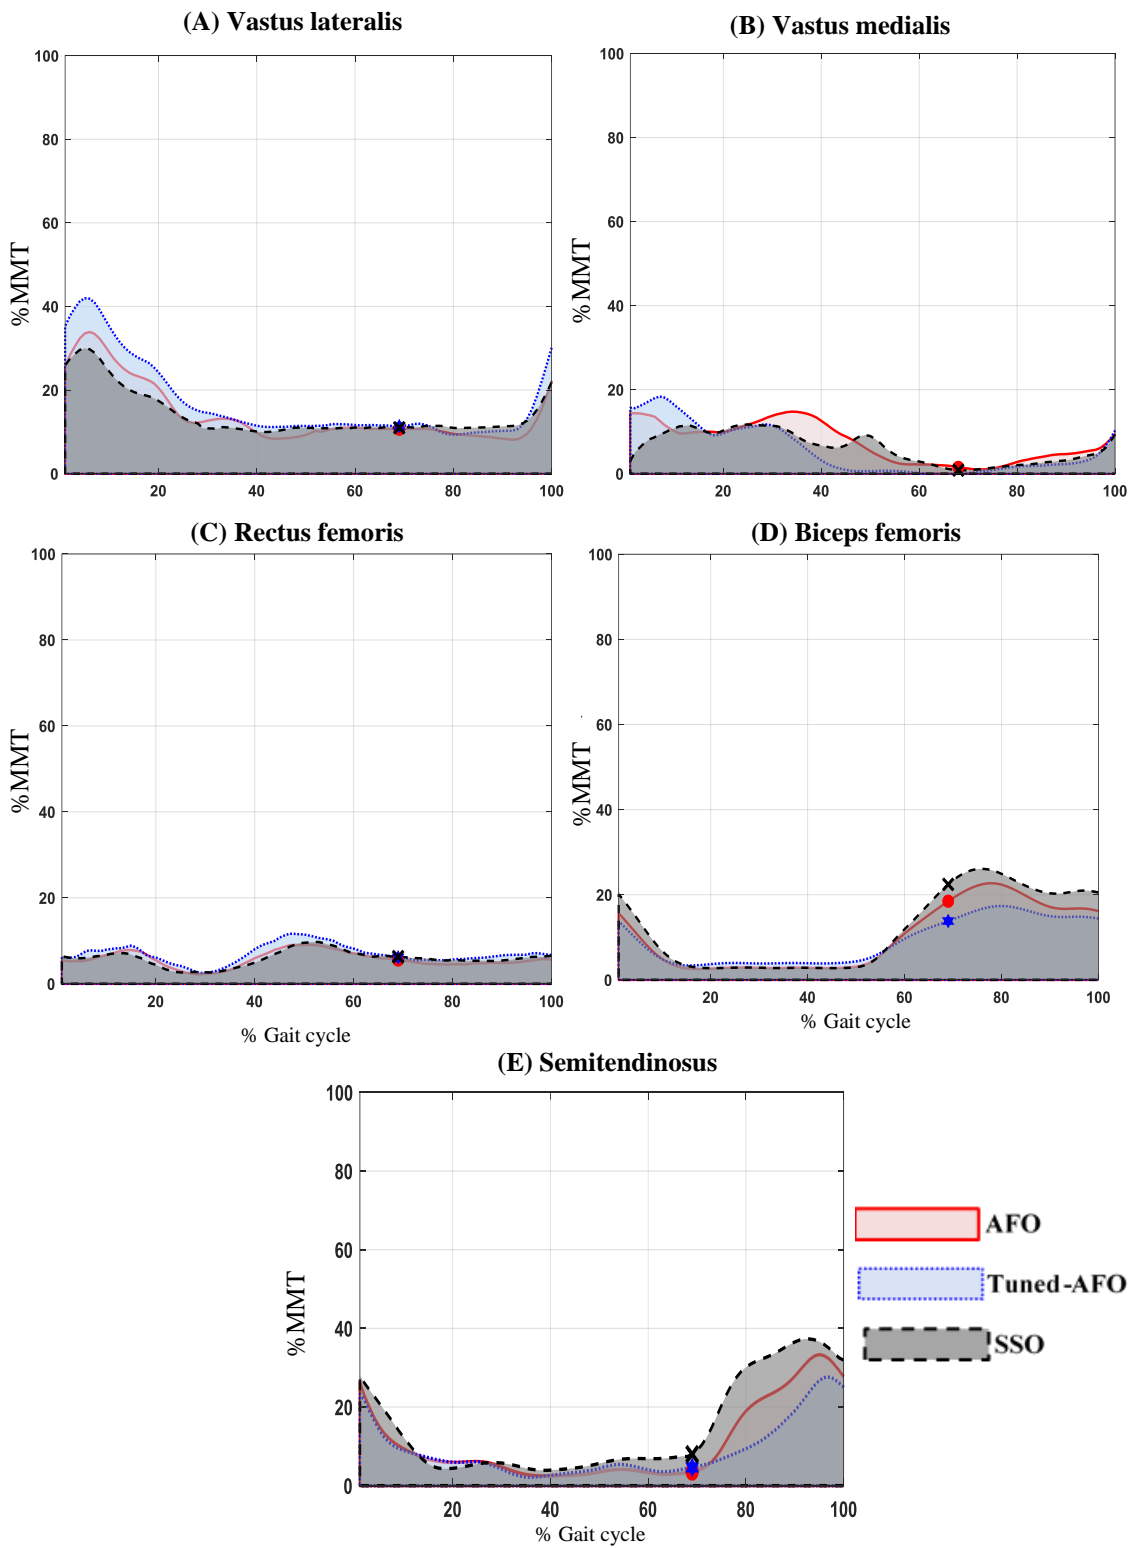 (A) Vastus lateralis
(B) Vastus medialis
100
80
60
40
20
0
%MMT
20 40 60 80 100
100
80
60
40
20
0
%MMT
20 40 60 80 100
(C) Rectus femoris
(D) Biceps femoris
100
80
60
40
20
0
%MMT
20 40 60 80 100
% Gait cycle
100
80
60
40
20
0
%MMT
20 40 60 80 100
% Gait cycle
(E) Semitendinosus
100
80
60
40
20
0
%MMT
20 40 60 80 100
% Gait cycle
AFO
Tuned-AFO
SSO